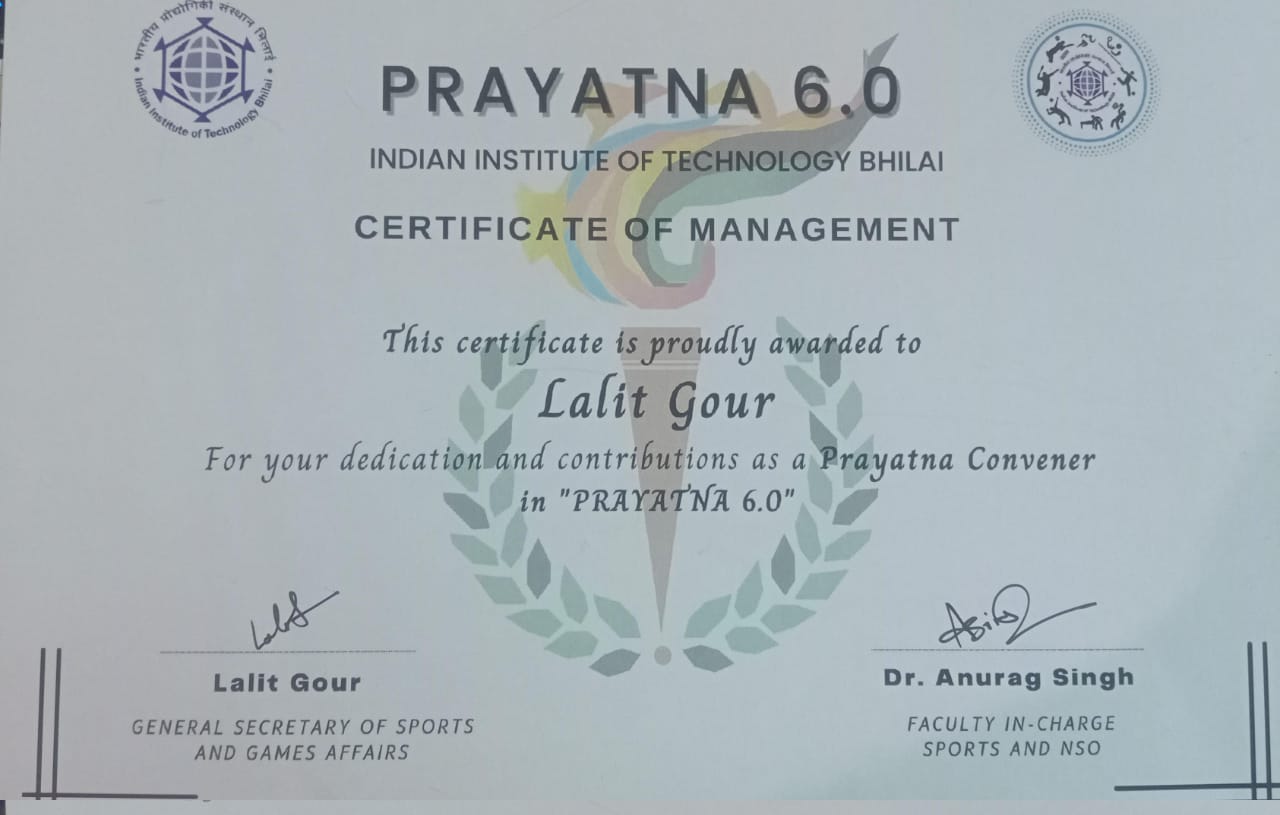 भारतीय प्रौद्योगिकी संस्थान भिलाई
Indian Institute of Technology Bhilai
PRAYATNA 6.0
INDIAN INSTITUTE OF TECHNOLOGY BHILAI
CERTIFICATE OF MANAGEMENT
This certificate is proudly awarded to
Lalit Gour
For your dedication and contributions as a Prayatna Convener
in "PRAYATNA 6.0"
Lalit Gour
GENERAL SECRETARY OF SPORTS
AND GAMES AFFAIRS
Dr. Anurag Singh
FACULTY IN-CHARGE
SPORTS AND NSO